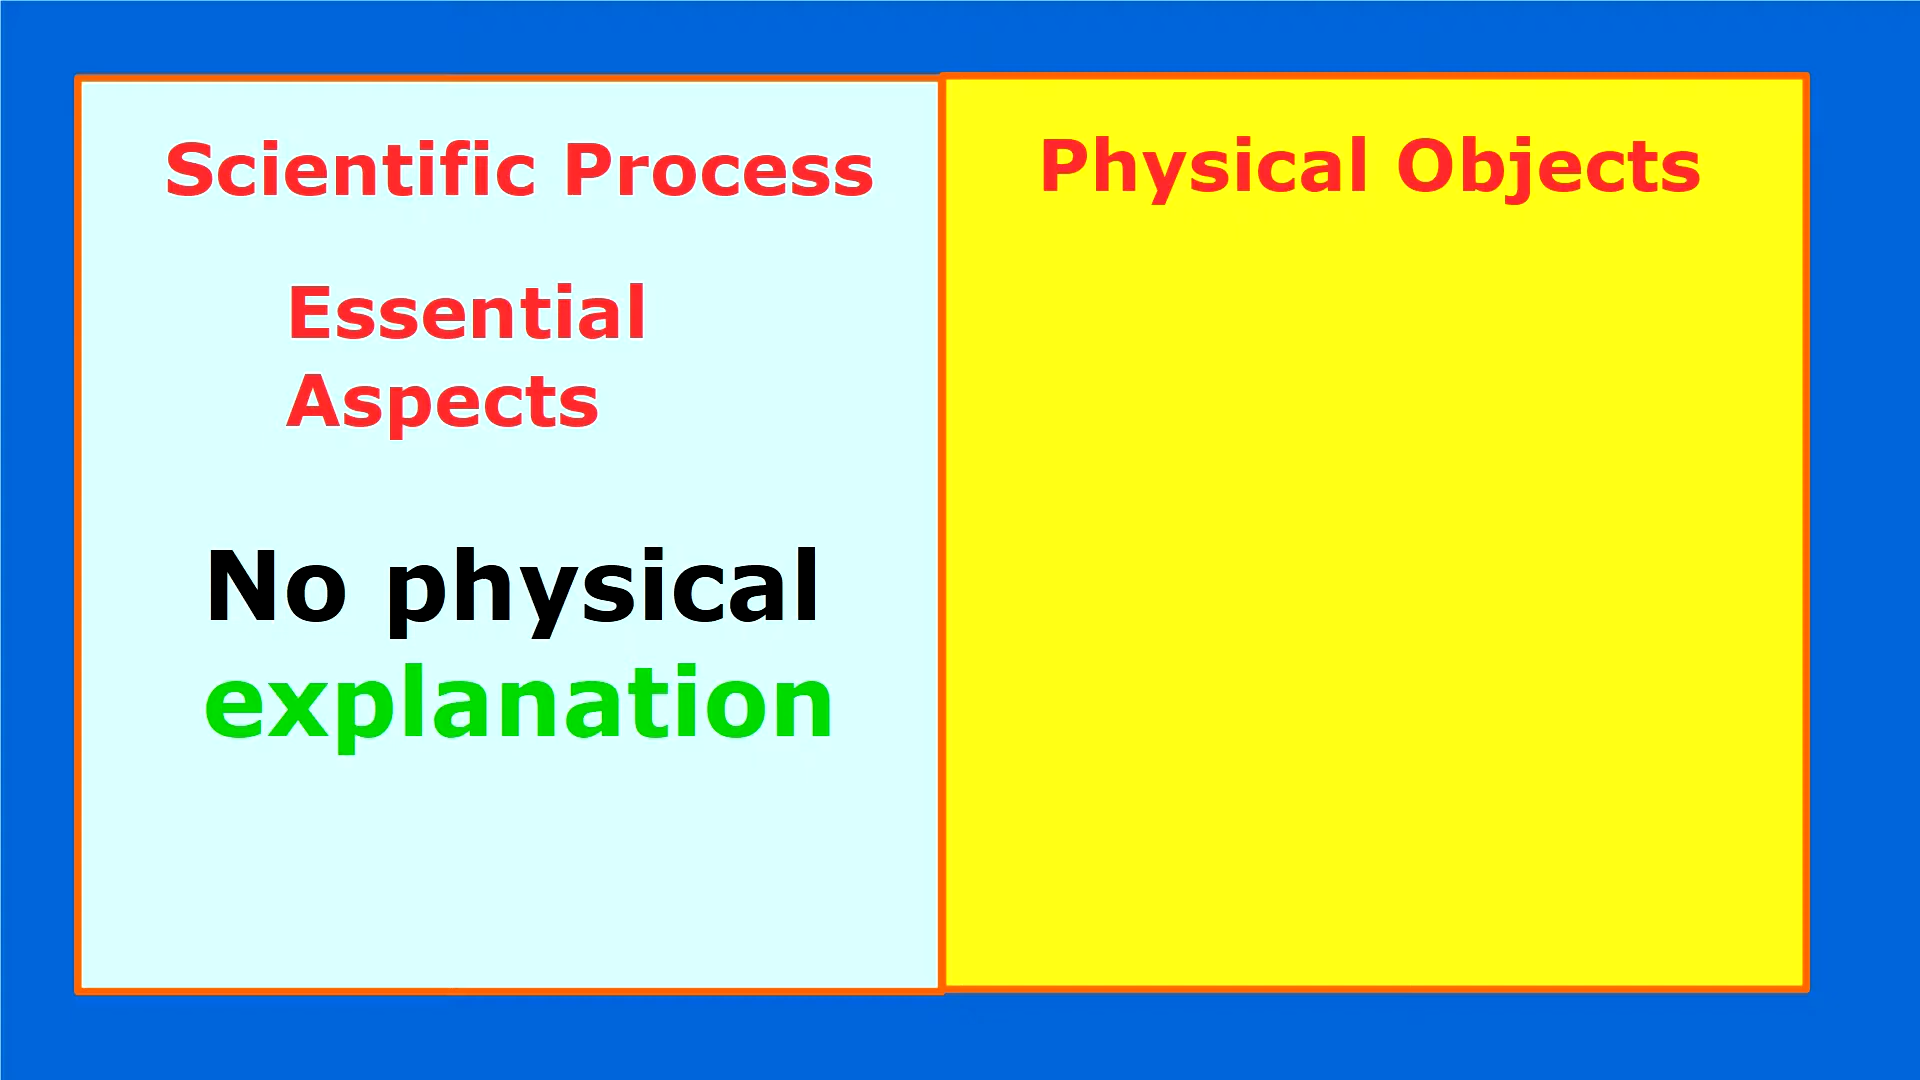 Scientific Process
Essential
Aspects
No physical
explanation
Physical Objects